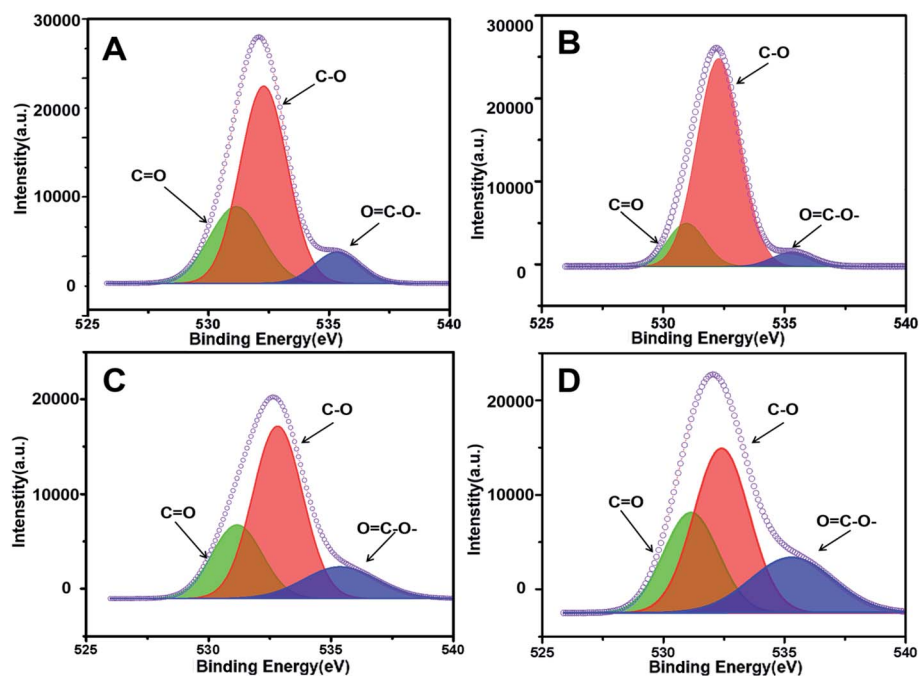 A
30000
20000
10000
0
Intenstity(a.u.)
C=O
C-O
O=C-O-
525
530
535
540
Binding Energy(eV)
B
30000
20000
10000
0
Intenstity(a.u.)
C=O
C-O
O=C-O-
525
530
535
540
Binding Energy(eV)
C
20000
10000
0
Intenstity(a.u.)
C=O
C-O
O=C-O-
525
530
535
540
Binding Energy(eV)
D
20000
10000
0
Intenstity(a.u.)
C=O
C-O
O=C-O-
525
530
535
540
Binding Energy(eV)